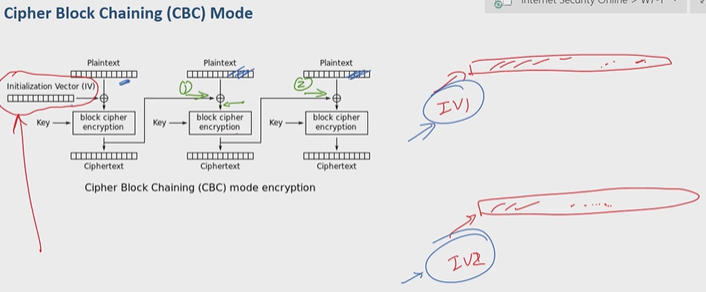 Cipher Block Chaining (CBC) Mode
Internet Security Online >
Plaintext Plaintext Plaintext
Initialization Vector (IV)
① ②
Key block cipher encryption Key block cipher encryption Key block cipher encryption
Ciphertext Ciphertext Ciphertext
Cipher Block Chaining (CBC) mode encryption
IV1
IV2